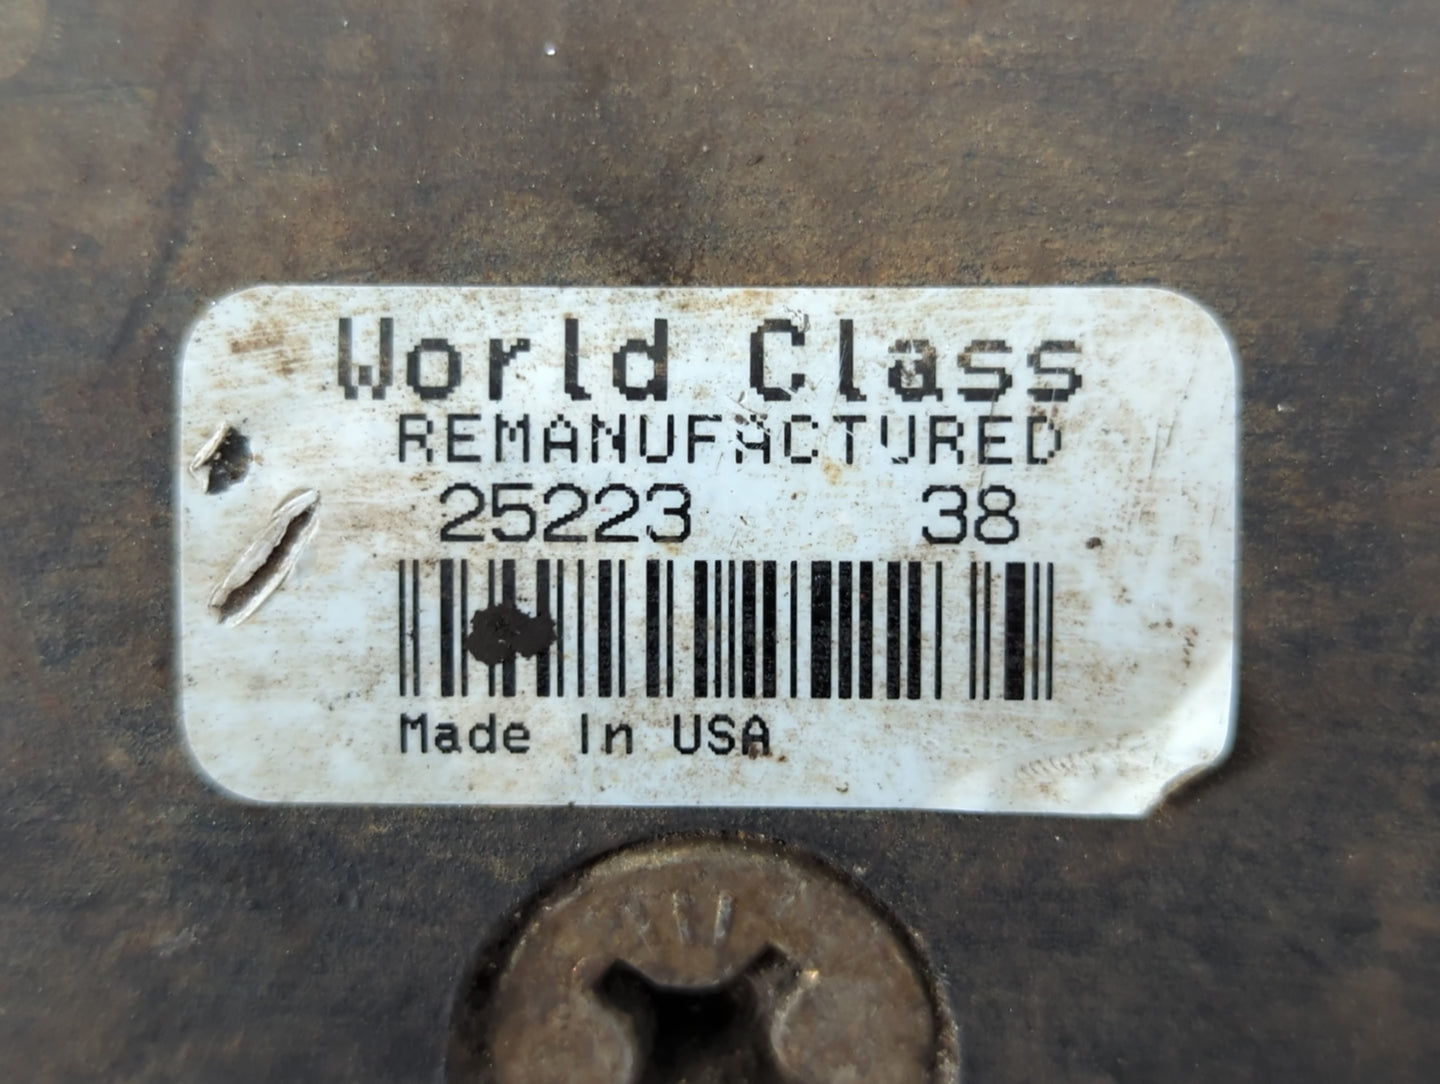 World Class
REMANUFACTURED
25223 38
Made In USA